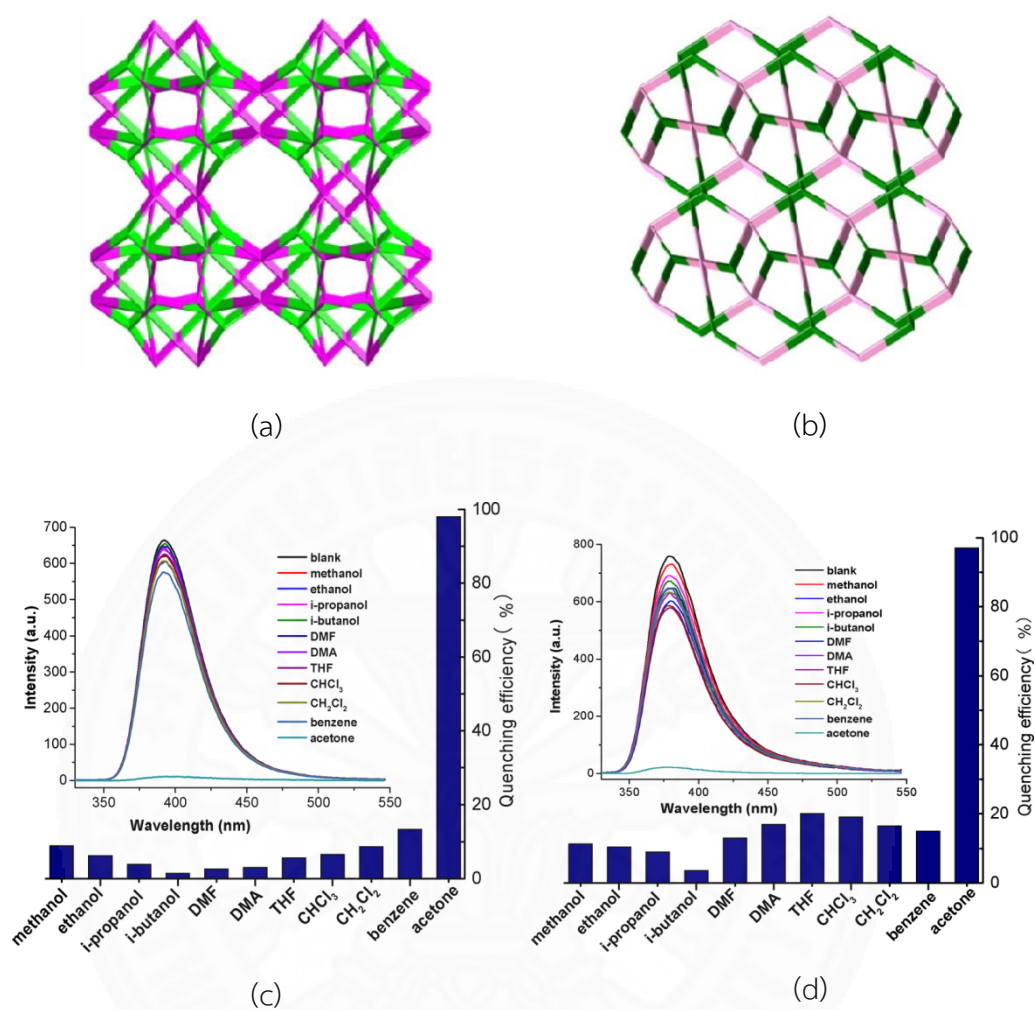 (a)
(b)
700
600
500
400
300
200
100
0
Intensity (a.u.)
blank
methanol
ethanol
i-propanol
i-butanol
DMF
DMA
THF
CHCl₃
CH₂Cl₂
benzene
acetone
350 400 450 500 550
Wavelength (nm)
100
80
60
40
20
0
Quenching efficiency( %)
methanol
ethanol
i-propanol
i-butanol
DMF
DMA
THF
CHCl₃
CH₂Cl₂
benzene
acetone
(c)
800
600
400
200
0
Intensity (a.u.)
blank
methanol
ethanol
i-propanol
i-butanol
DMF
DMA
THF
CHCl₃
CH₂Cl₂
benzene
acetone
350 400 450 500 550
Wavelength (nm)
100
80
60
40
20
0
Quenching efficiency( %)
methanol
ethanol
i-propanol
i-butanol
DMF
DMA
THF
CHCl₃
CH₂Cl₂
benzene
acetone
(d)